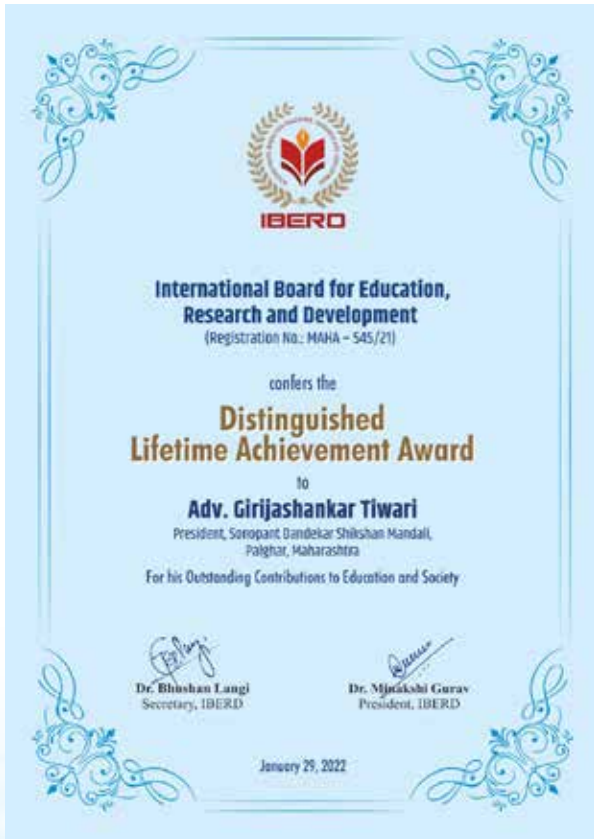 IBERD
International Board for Education,
Research and Development
(Registration No.: MAHA – 545/21)
confers the
Distinguished
Lifetime Achievement Award
to
Adv. Girijashankar Tiwari
President, Sonopant Dandekar Shikshan Mandali,
Palghar, Maharashtra
For his Outstanding Contributions to Education and Society
Dr. Bhushan Langi
Secretary, IBERD
Dr. Minakshi Gurav
President, IBERD
January 29, 2022